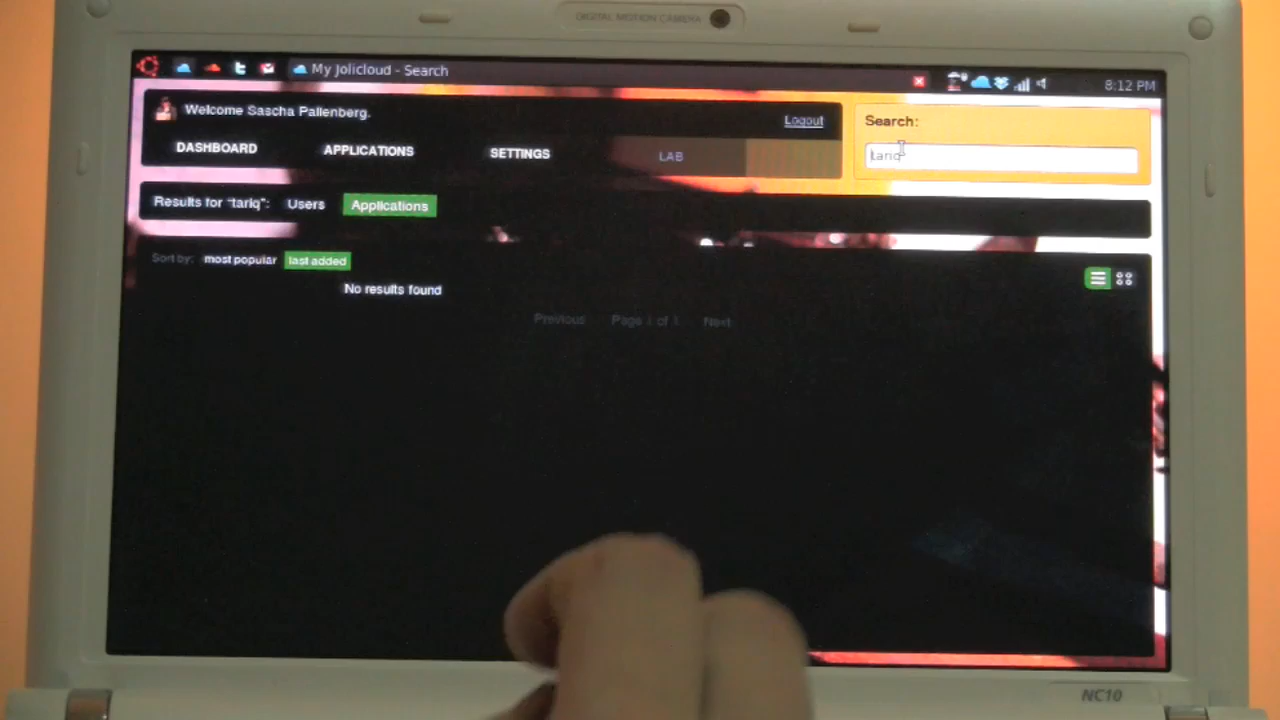 DIGITAL MOTION CAMERA
My Jolicloud - Search
8:12 PM
Welcome Sascha Pallenberg.
Logout
Search:
tariq
DASHBOARD
APPLICATIONS
SETTINGS
LAB
Results for "tariq":
Users
Applications
Sort by:
most popular
last added
No results found
Previous
Page 1 of 1
Next
NC10